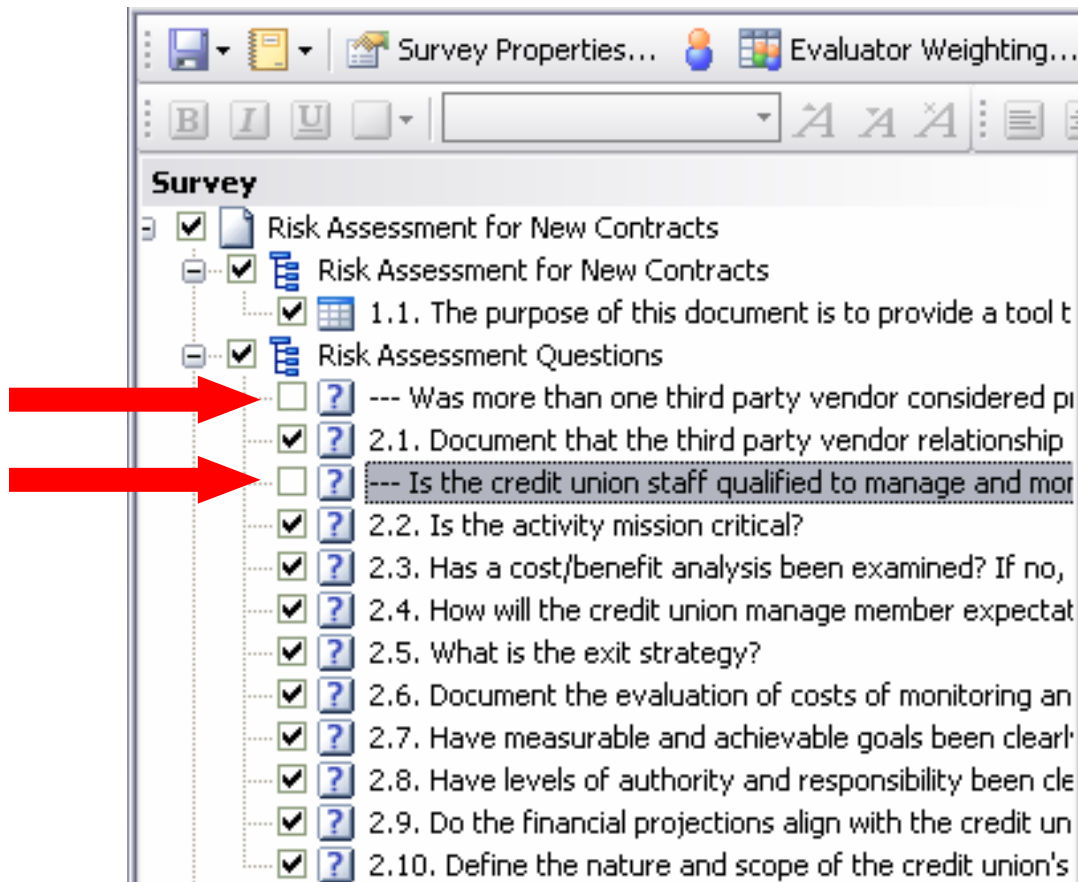 Survey Properties... Evaluator Weighting...
B I U A A A
Survey
Risk Assessment for New Contracts
Risk Assessment for New Contracts
1.1. The purpose of this document is to provide a tool t
Risk Assessment Questions
? --- Was more than one third party vendor considered
? 2.1. Document that the third party vendor relationship
? --- Is the credit union staff qualified to manage and
? 2.2. Is the activity mission critical?
? 2.3. Has a cost/benefit analysis been examined? If no,
? 2.4. How will the credit union manage member expectat
? 2.5. What is the exit strategy?
? 2.6. Document the evaluation of costs of monitoring an
? 2.7. Have measurable and achievable goals been clearl
? 2.8. Have levels of authority and responsibility been cle
? 2.9. Do the financial projections align with the credit un
? 2.10. Define the nature and scope of the credit union's